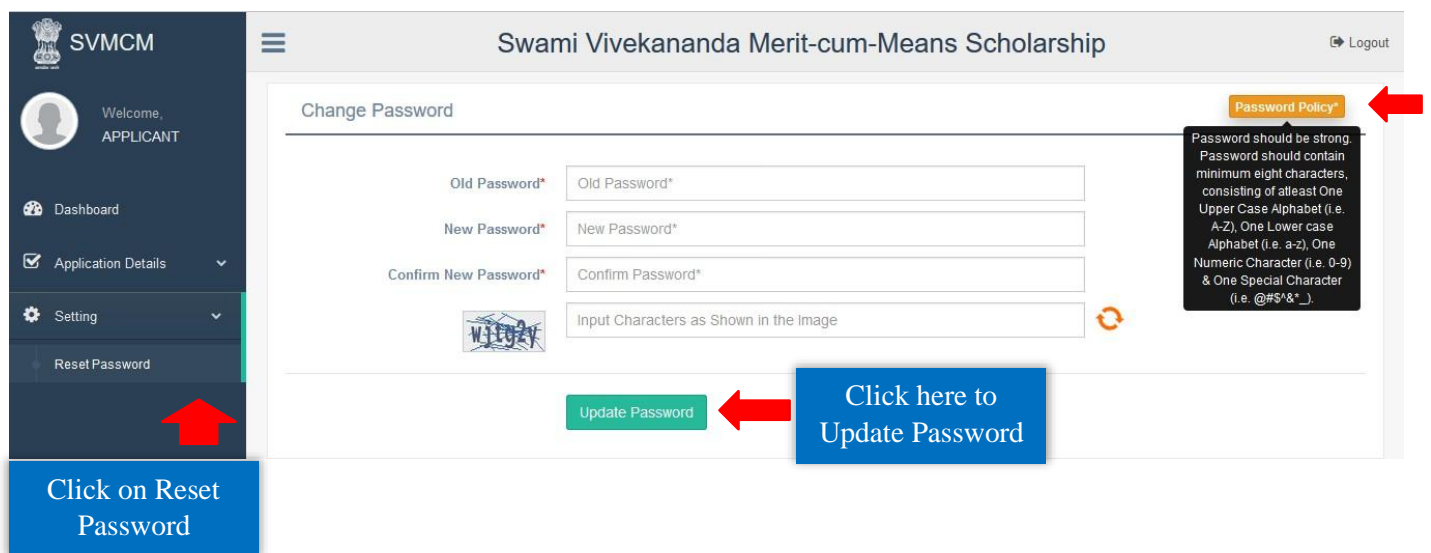 SVMCM
Swami Vivekananda Merit-cum-Means Scholarship
Logout
Welcome,
APPLICANT
Dashboard
Application Details
Setting
Reset Password
Change Password
Password Policy*
Password should be strong.
Password should contain
minimum eight characters,
consisting of atleast One
Upper Case Alphabet (i.e.
A-Z), One Lower case
Alphabet (i.e. a-z), One
Numeric Character (i.e. 0-9)
& One Special Character
(i.e. @#$^&*_).
Old Password* Old Password*
New Password* New Password*
Confirm New Password* Confirm Password*
Input Characters as Shown in the Image
Update Password
Click here to
Update Password
Click on Reset
Password